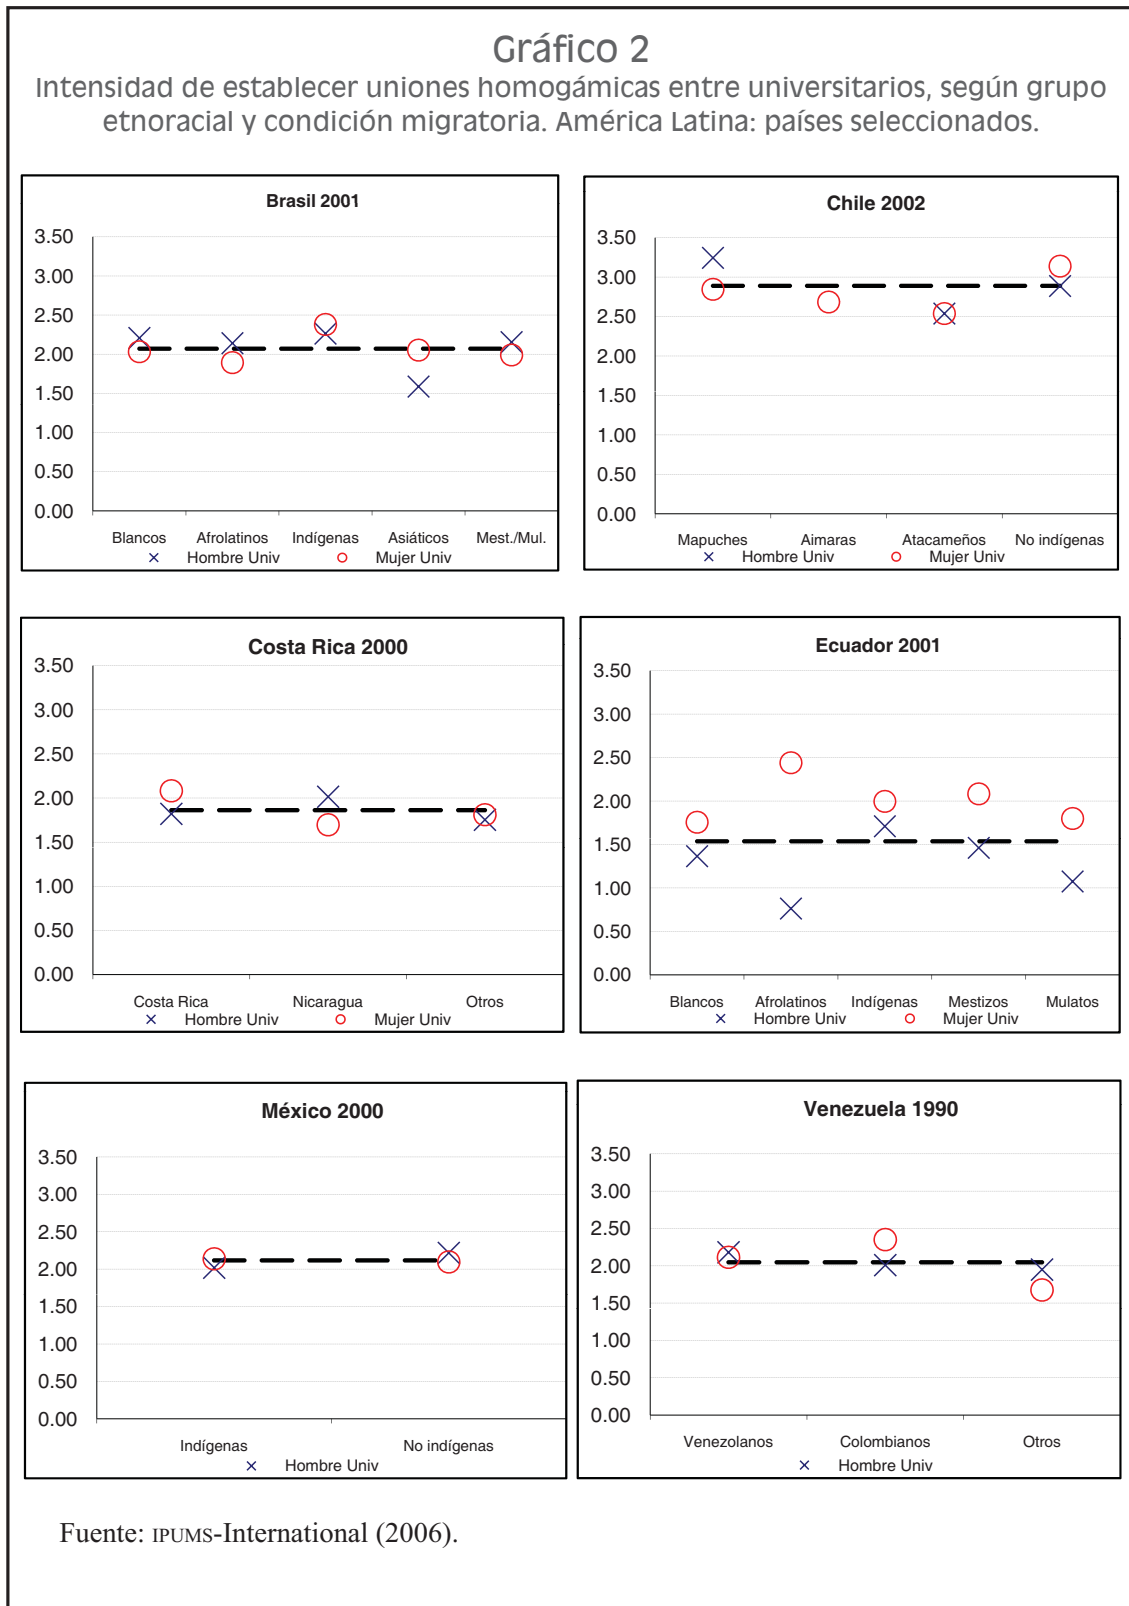 Gráfico 2
Intensidad de establecer uniones homogámicas entre universitarios, según grupo
etnoracial y condición migratoria. América Latina: países seleccionados.
Brasil 2001
3.50
3.00
2.50
2.00
1.50
1.00
0.50
0.00
Blancos Afrolatinos Indígenas Asiáticos Mest./Mul.
Hombre Univ Mujer Univ
Chile 2002
3.50
3.00
2.50
2.00
1.50
1.00
0.50
0.00
Mapuches Aimaras Atacameños No indígenas
Hombre Univ Mujer Univ
Costa Rica 2000
3.50
3.00
2.50
2.00
1.50
1.00
0.50
0.00
Costa Rica Nicaragua Otros
Hombre Univ Mujer Univ
Ecuador 2001
3.50
3.00
2.50
2.00
1.50
1.00
0.50
0.00
Blancos Afrolatinos Indígenas Mestizos Mulatos
Hombre Univ Mujer Univ
México 2000
3.50
3.00
2.50
2.00
1.50
1.00
0.50
0.00
Indígenas No indígenas
Hombre Univ
Venezuela 1990
3.50
3.00
2.50
2.00
1.50
1.00
0.50
0.00
Venezolanos Colombianos Otros
Hombre Univ
Fuente: IPUMS-International (2006).